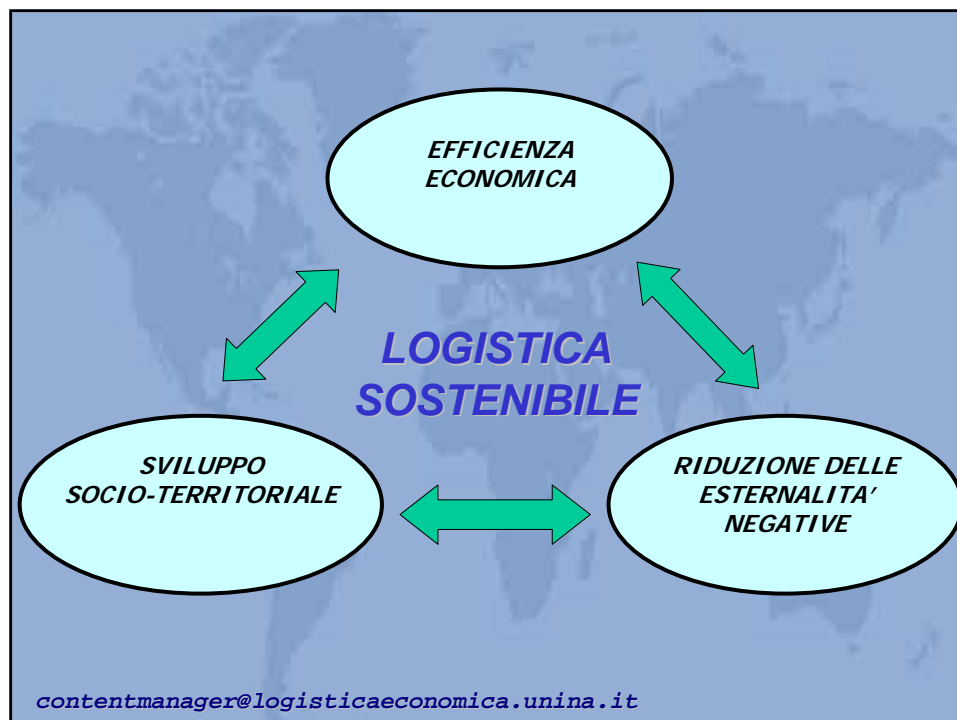 EFFICIENZA
ECONOMICA
LOGISTICA
SOSTENIBILE
SVILUPPO
SOCIO-TERRITORIALE
RIDUZIONE DELLE
ESTERNALITA'
NEGATIVE
contentmanager@logisticaeconomica.unina.it